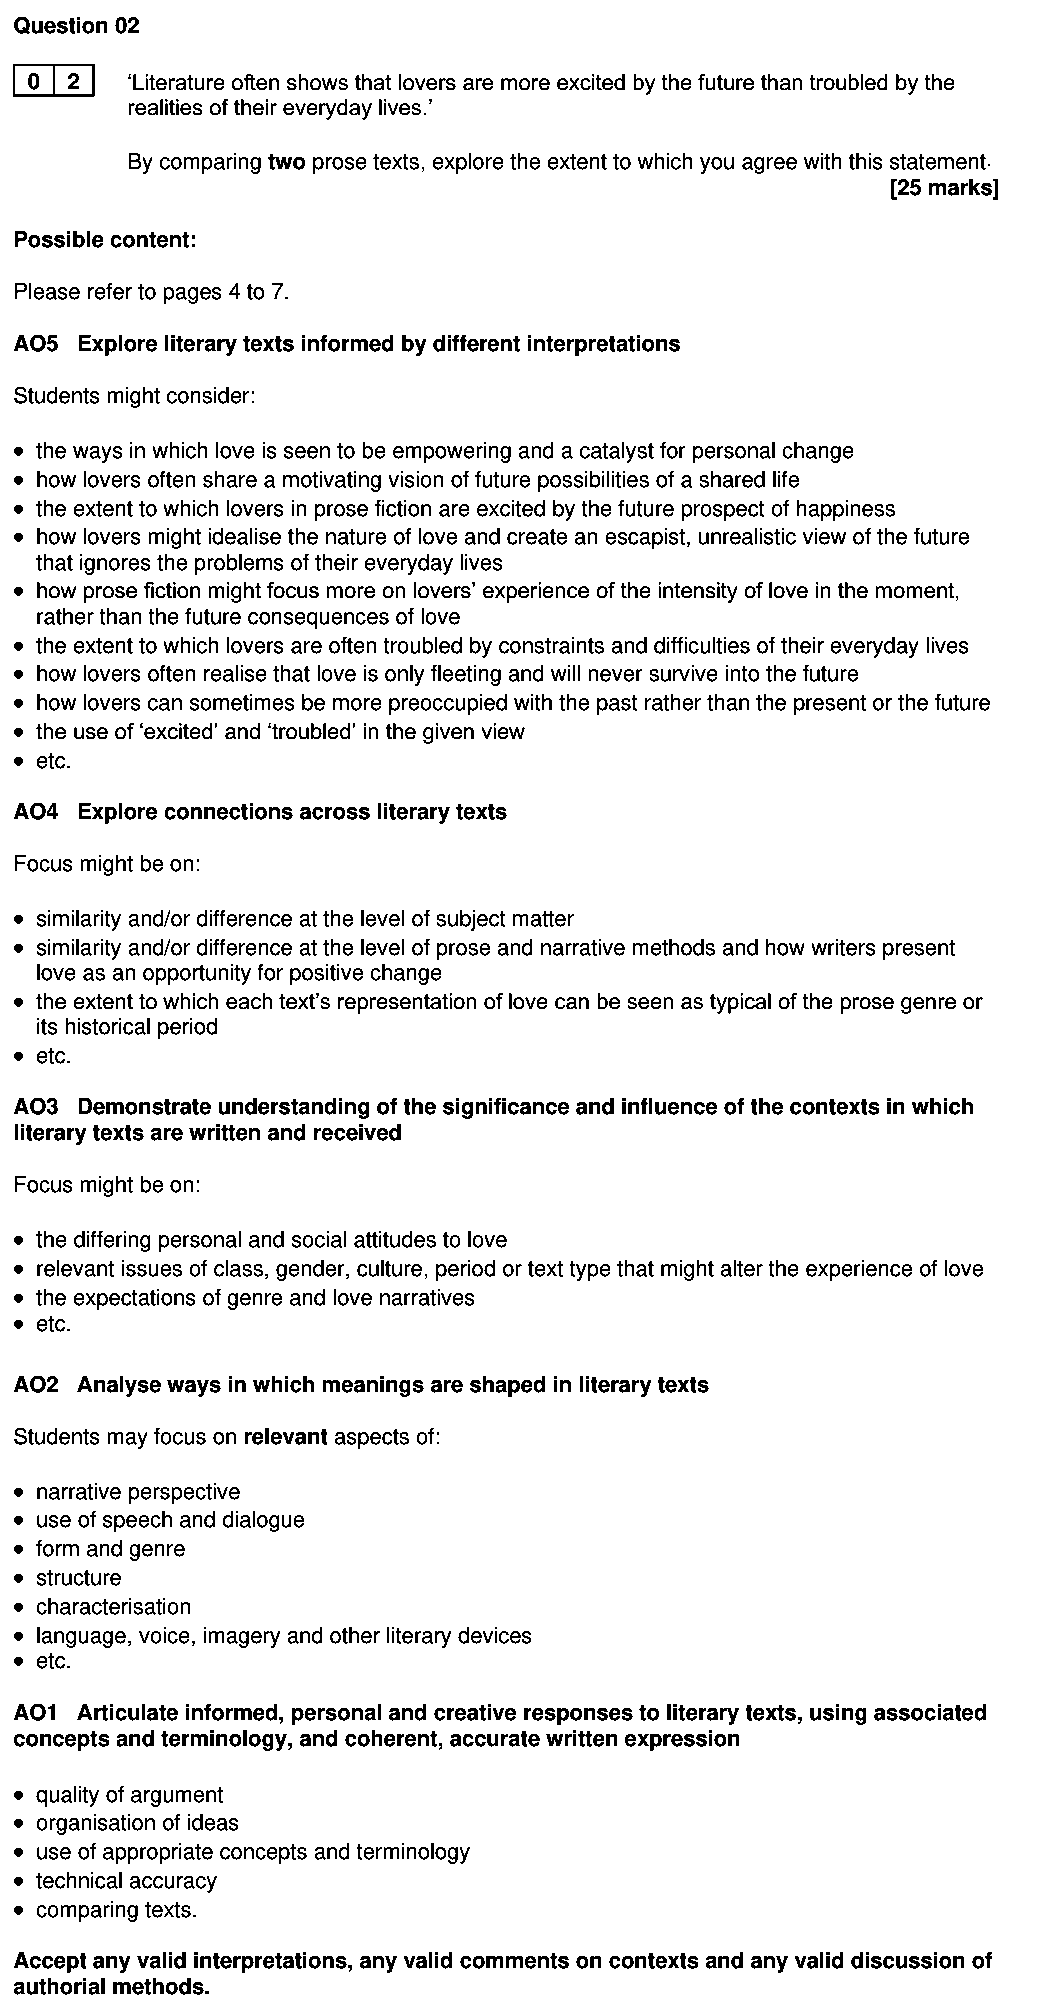 Question 02
0 2 ‘Literature often shows that lovers are more excited by the future than troubled by the
realities of their everyday lives.’
By comparing two prose texts, explore the extent to which you agree with this statement.
[25 marks]
Possible content:
Please refer to pages 4 to 7.
AO5 Explore literary texts informed by different interpretations
Students might consider:
• the ways in which love is seen to be empowering and a catalyst for personal change
• how lovers often share a motivating vision of future possibilities of a shared life
• the extent to which lovers in prose fiction are excited by the future prospect of happiness
• how lovers might idealise the nature of love and create an escapist, unrealistic view of the future
that ignores the problems of their everyday lives
• how prose fiction might focus more on lovers’ experience of the intensity of love in the moment,
rather than the future consequences of love
• the extent to which lovers are often troubled by constraints and difficulties of their everyday lives
• how lovers often realise that love is only fleeting and will never survive into the future
• how lovers can sometimes be more preoccupied with the past rather than the present or the future
• the use of ‘excited’ and ‘troubled’ in the given view
• etc.
AO4 Explore connections across literary texts
Focus might be on:
• similarity and/or difference at the level of subject matter
• similarity and/or difference at the level of prose and narrative methods and how writers present
love as an opportunity for positive change
• the extent to which each text’s representation of love can be seen as typical of the prose genre or
its historical period
• etc.
AO3 Demonstrate understanding of the significance and influence of the contexts in which
literary texts are written and received
Focus might be on:
• the differing personal and social attitudes to love
• relevant issues of class, gender, culture, period or text type that might alter the experience of love
• the expectations of genre and love narratives
• etc.
AO2 Analyse ways in which meanings are shaped in literary texts
Students may focus on relevant aspects of:
• narrative perspective
• use of speech and dialogue
• form and genre
• structure
• characterisation
• language, voice, imagery and other literary devices
• etc.
AO1 Articulate informed, personal and creative responses to literary texts, using associated
concepts and terminology, and coherent, accurate written expression
• quality of argument
• organisation of ideas
• use of appropriate concepts and terminology
• technical accuracy
• comparing texts.
Accept any valid interpretations, any valid comments on contexts and any valid discussion of
authorial methods.